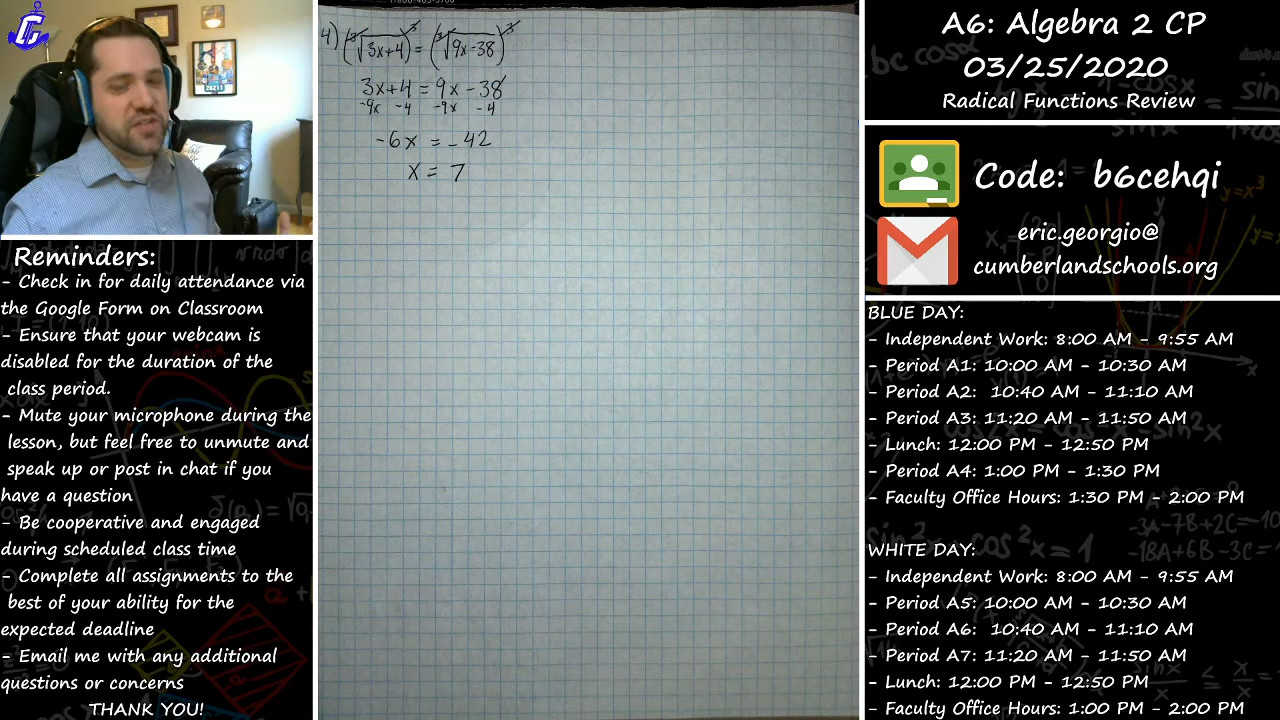 C
4) (³√3x+4)³ = (³√9x-38)³
3x+4 = 9x-38
-9x -4 -9x -4
-6x = -42
x = 7
Reminders:
- Check in for daily attendance via
the Google Form on Classroom
- Ensure that your webcam is
disabled for the duration of the
class period.
- Mute your microphone during the
lesson, but feel free to unmute and
speak up or post in chat if you
have a question
- Be cooperative and engaged
during scheduled class time
- Complete all assignments to the
best of your ability for the
expected deadline
- Email me with any additional
questions or concerns
THANK YOU!
A6: Algebra 2 CP
03/25/2020
Radical Functions Review
Code: b6cehqi
eric.georgio@
cumberlandschools.org
BLUE DAY:
- Independent Work: 8:00 AM - 9:55 AM
- Period A1: 10:00 AM - 10:30 AM
- Period A2: 10:40 AM - 11:10 AM
- Period A3: 11:20 AM - 11:50 AM
- Lunch: 12:00 PM - 12:50 PM
- Period A4: 1:00 PM - 1:30 PM
- Faculty Office Hours: 1:30 PM - 2:00 PM
WHITE DAY:
- Independent Work: 8:00 AM - 9:55 AM
- Period A5: 10:00 AM - 10:30 AM
- Period A6: 10:40 AM - 11:10 AM
- Period A7: 11:20 AM - 11:50 AM
- Lunch: 12:00 PM - 12:50 PM
- Faculty Office Hours: 1:00 PM - 2:00 PM